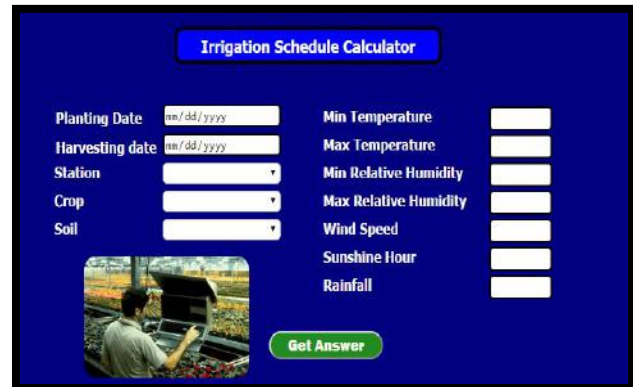 Irrigation Schedule Calculator
Planting Date mm/dd/yyyy
Harvesting date mm/dd/yyyy
Station
Crop
Soil
Min Temperature
Max Temperature
Min Relative Humidity
Max Relative Humidity
Wind Speed
Sunshine Hour
Rainfall
Get Answer